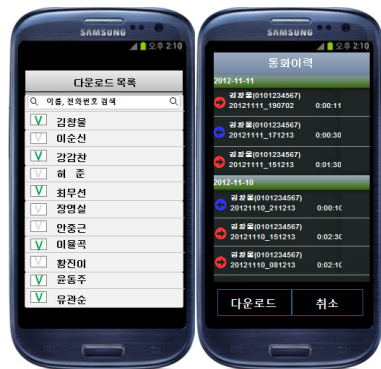 SAMSUNG
오후 2:10
다운로드 목록
이름, 전화번호 검색
V 김창울
이순신
V 강감찬
허 준
V 최무선
장영실
안중근
V 이율곡
황진이
V 윤동주
V 유관순
SAMSUNG
오후 2:10
통화이력
2012-11-11
김창울(0101234567)
20121111_190702 0:00:11
김창울(0101234567)
20121111_171213 0:00:30
김창울(0101234567)
20121111_151213 0:01:30
2012-11-10
김창울(0101234567)
20121110_211213 0:00:10
김창울(0101234567)
20121110_151213 0:02:30
김창울(0101234567)
20121110_081213 0:02:10
다운로드 취소